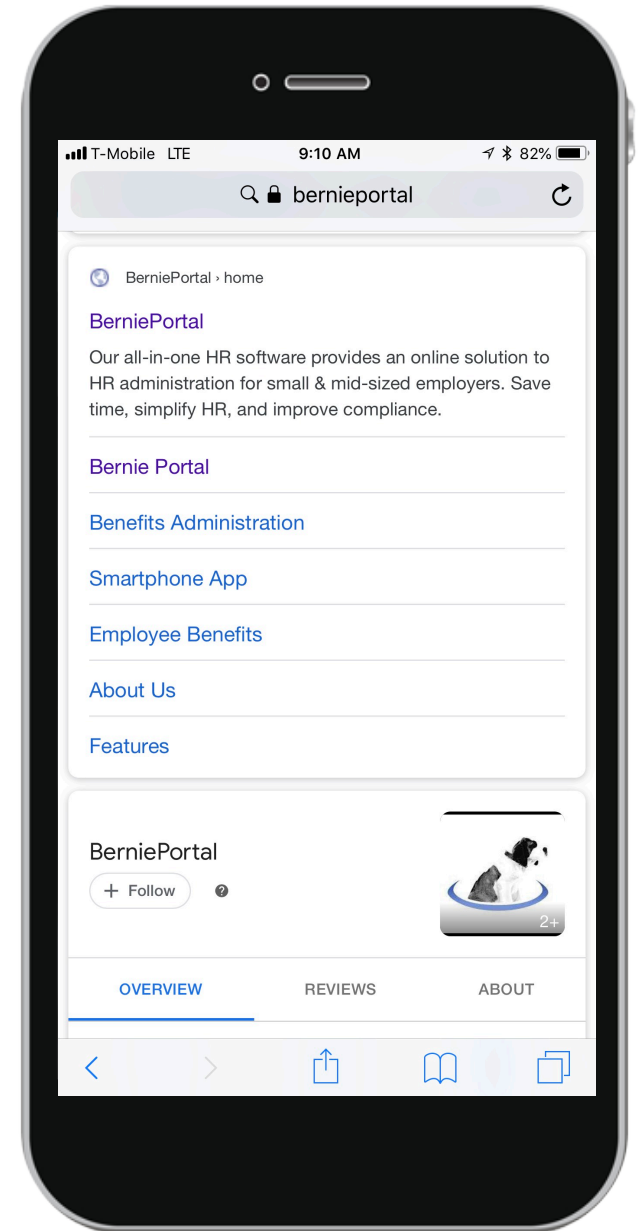 T-Mobile LTE 9:10 AM 82%
bernieportal
BerniePortal › home
BerniePortal
Our all-in-one HR software provides an online solution to
HR administration for small & mid-sized employers. Save
time, simplify HR, and improve compliance.
Bernie Portal
Benefits Administration
Smartphone App
Employee Benefits
About Us
Features
BerniePortal
+ Follow ?
2+
OVERVIEW REVIEWS ABOUT